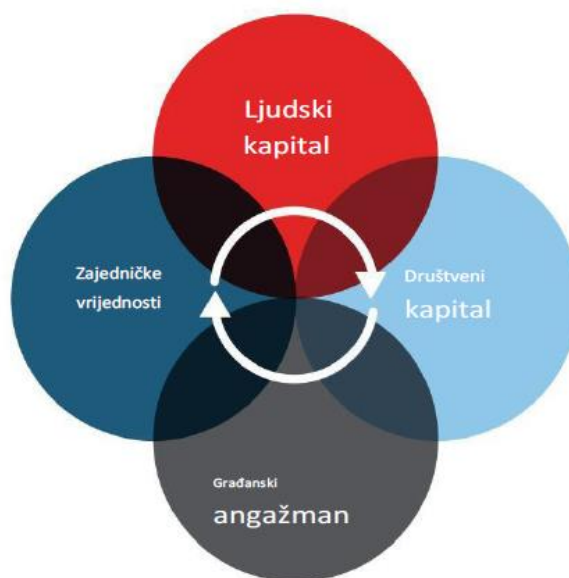 Ljudski
kapital
Zajedničke
vrijednosti
Društveni
kapital
Građanski
angažman